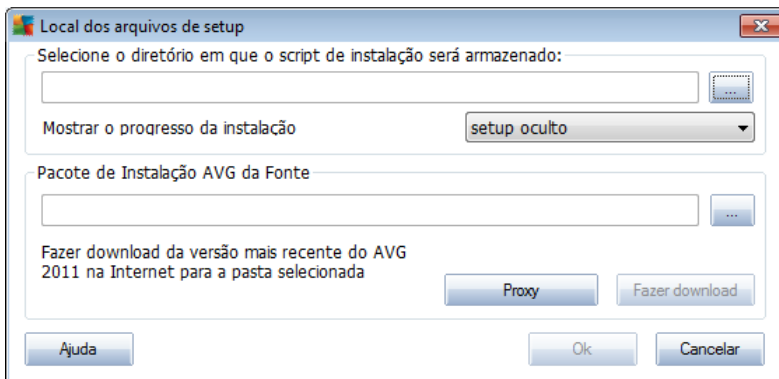 Local dos arquivos de setup
Selecione o diretório em que o script de instalação será armazenado:
...
Mostrar o progresso da instalação
setup oculto
Pacote de Instalação AVG da Fonte
...
Fazer download da versão mais recente do AVG
2011 na Internet para a pasta selecionada
Proxy
Fazer download
Ajuda
Ok
Cancelar